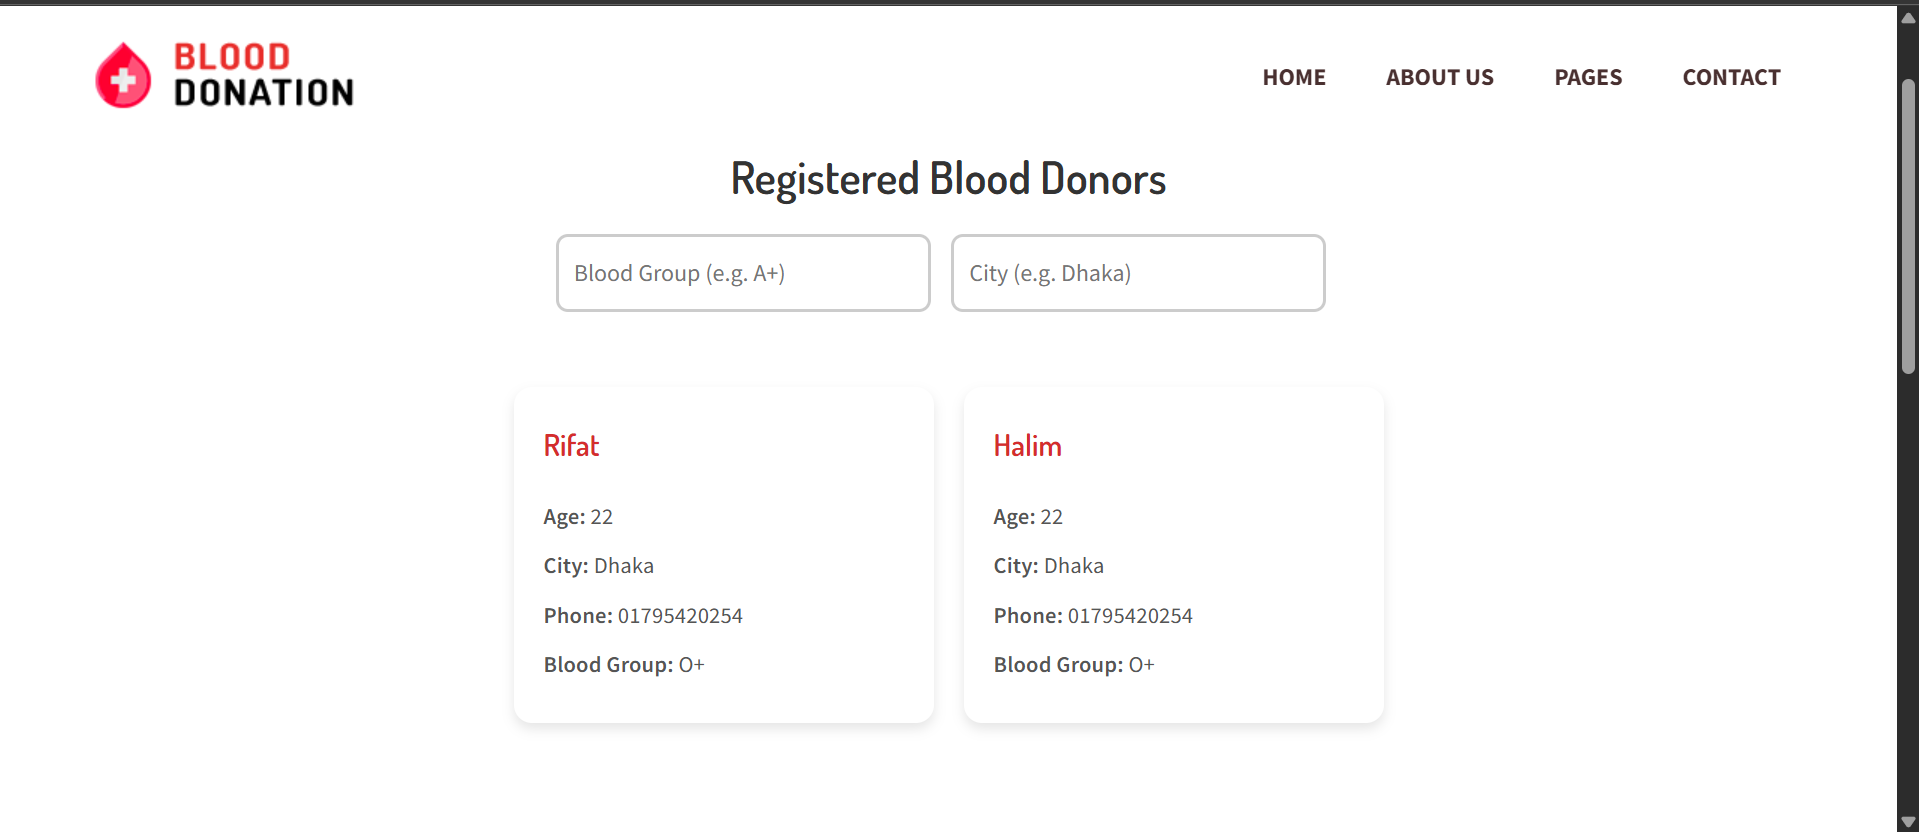 BLOOD
DONATION
HOME ABOUT US PAGES CONTACT
Registered Blood Donors
Blood Group (e.g. A+) City (e.g. Dhaka)
Rifat
Age: 22
City: Dhaka
Phone: 01795420254
Blood Group: O+
Halim
Age: 22
City: Dhaka
Phone: 01795420254
Blood Group: O+